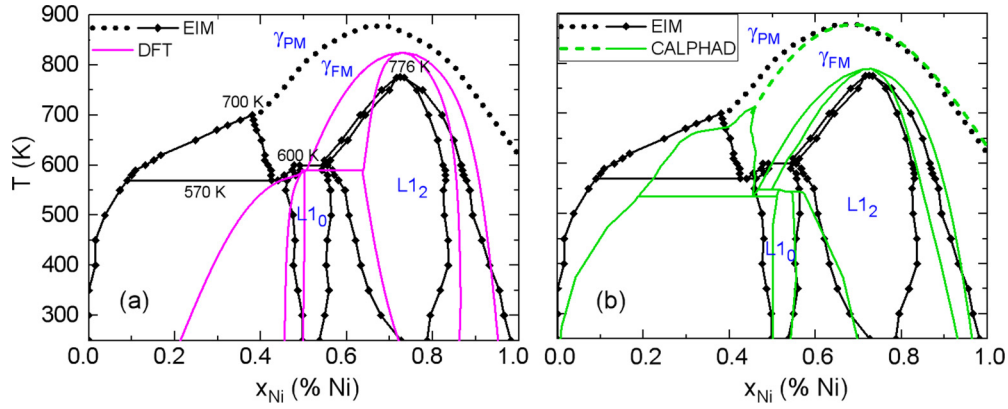 EIM
DFT
γPM
γFM
776 K
700 K
600 K
570 K
L1₂
L1₀
(a)
900
800
700
600
500
400
300
T (K)
0.0 0.2 0.4 0.6 0.8 1.0
xNi (% Ni)
EIM
CALPHAD
γPM
γFM
L1₂
L1₀
(b)
0.0 0.2 0.4 0.6 0.8 1.0
xNi (% Ni)